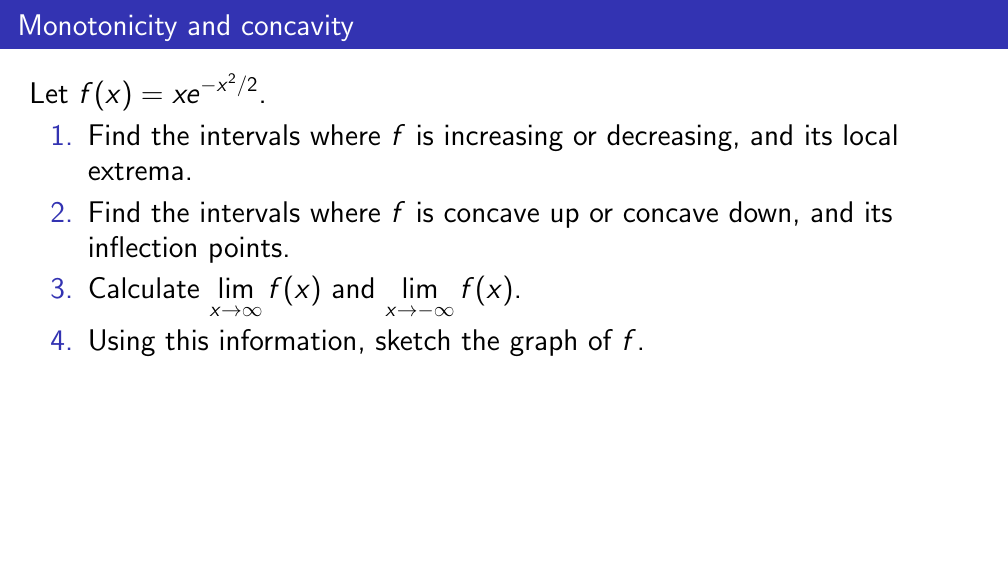 Monotonicity and concavity
Let f(x) = xe^{−x²/2}.
1. Find the intervals where f is increasing or decreasing, and its local
extrema.
2. Find the intervals where f is concave up or concave down, and its
inflection points.
3. Calculate lim_{x→∞} f(x) and lim_{x→−∞} f(x).
4. Using this information, sketch the graph of f.